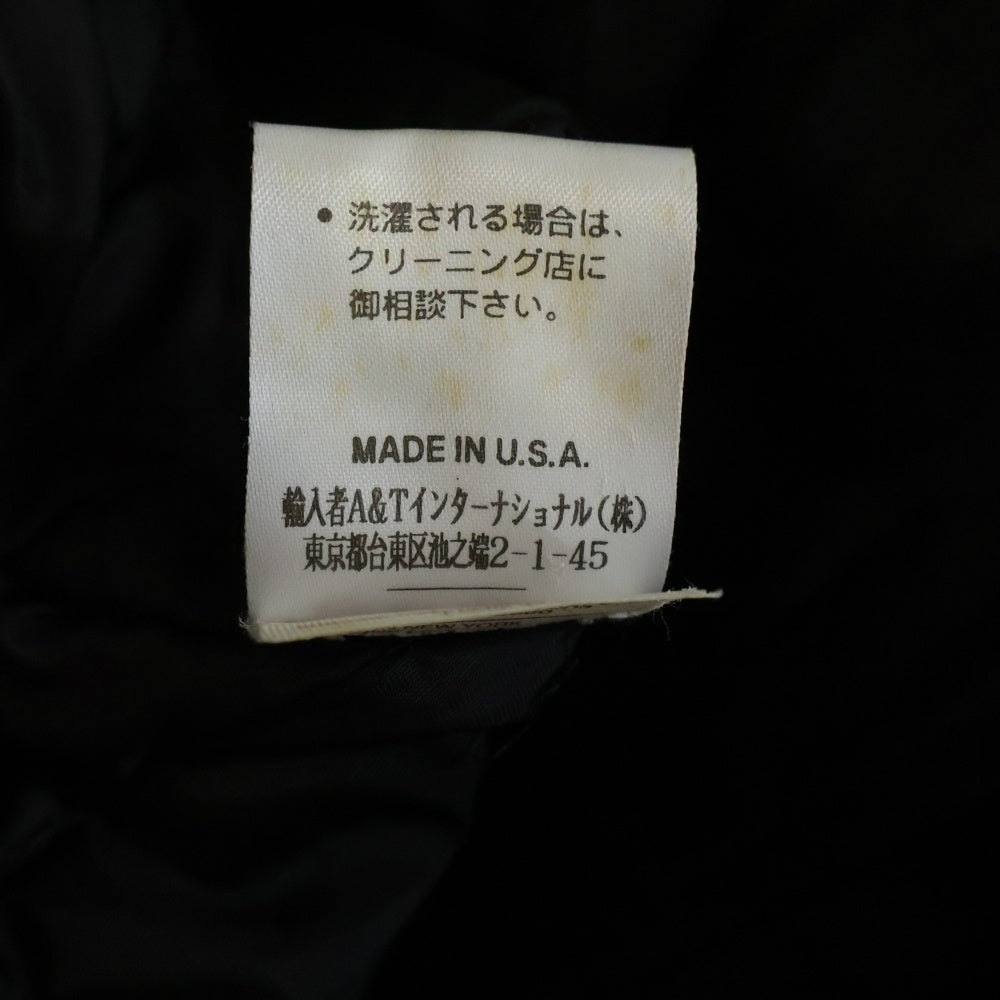 • 洗濯される場合は、
クリーニング店に
御相談下さい。
MADE IN U.S.A.
輸入者A&Tインターナショナル(株)
東京都台東区池之端2-1-45
NEW YORK